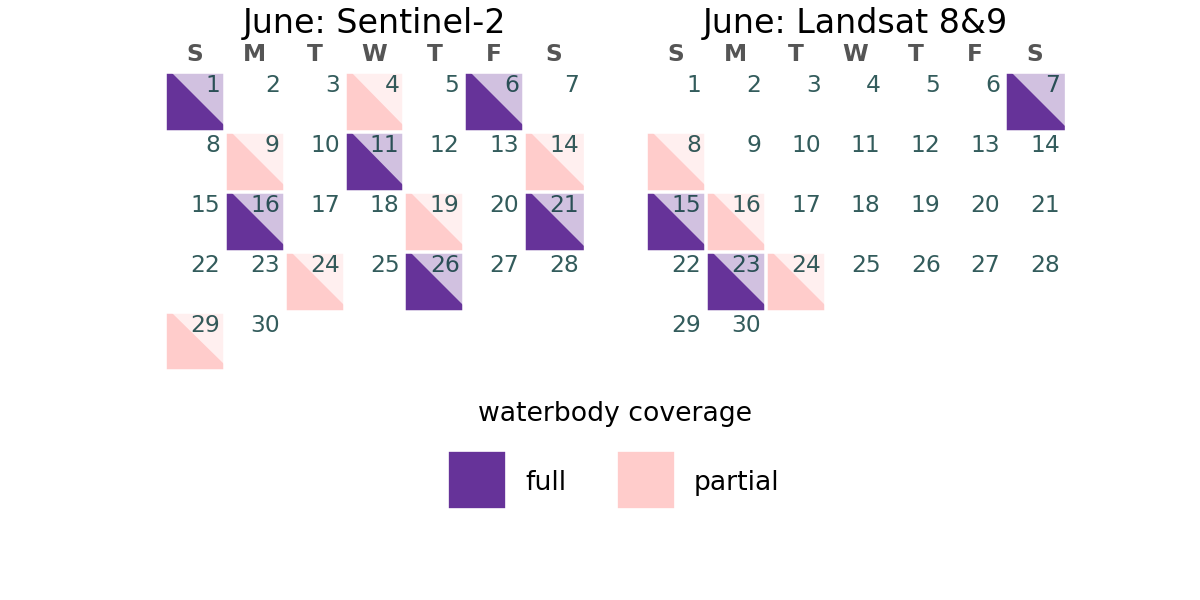 June: Sentinel-2
S M T W T F S
1 2 3 4 5 6 7
8 9 10 11 12 13 14
15 16 17 18 19 20 21
22 23 24 25 26 27 28
29 30
June: Landsat 8&9
S M T W T F S
1 2 3 4 5 6 7
8 9 10 11 12 13 14
15 16 17 18 19 20 21
22 23 24 25 26 27 28
29 30
waterbody coverage
full partial